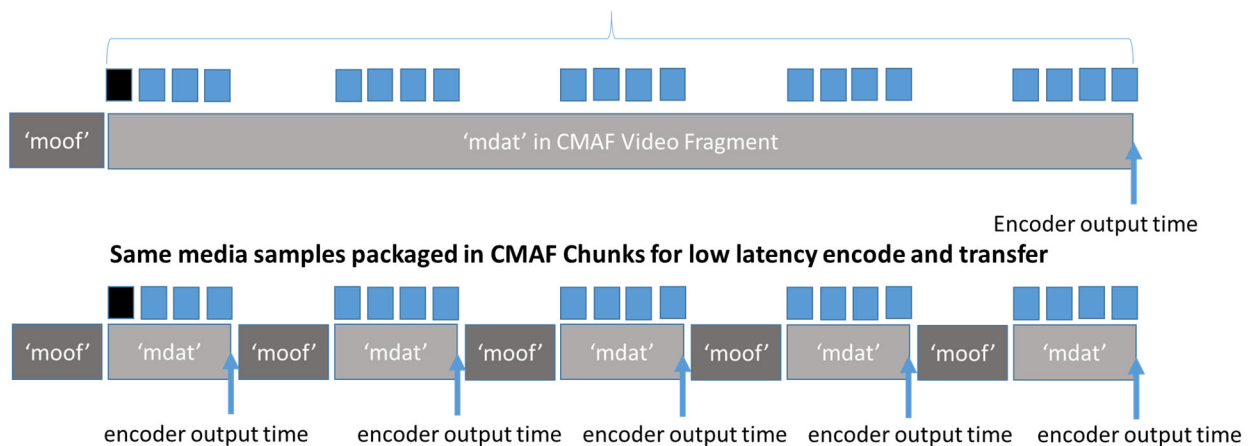 ‘moof’ ‘mdat’ in CMAF Video Fragment
Encoder output time
Same media samples packaged in CMAF Chunks for low latency encode and transfer
‘moof’ ‘mdat’ ‘moof’ ‘mdat’ ‘moof’ ‘mdat’ ‘moof’ ‘mdat’ ‘moof’ ‘mdat’
encoder output time encoder output time encoder output time encoder output time encoder output time